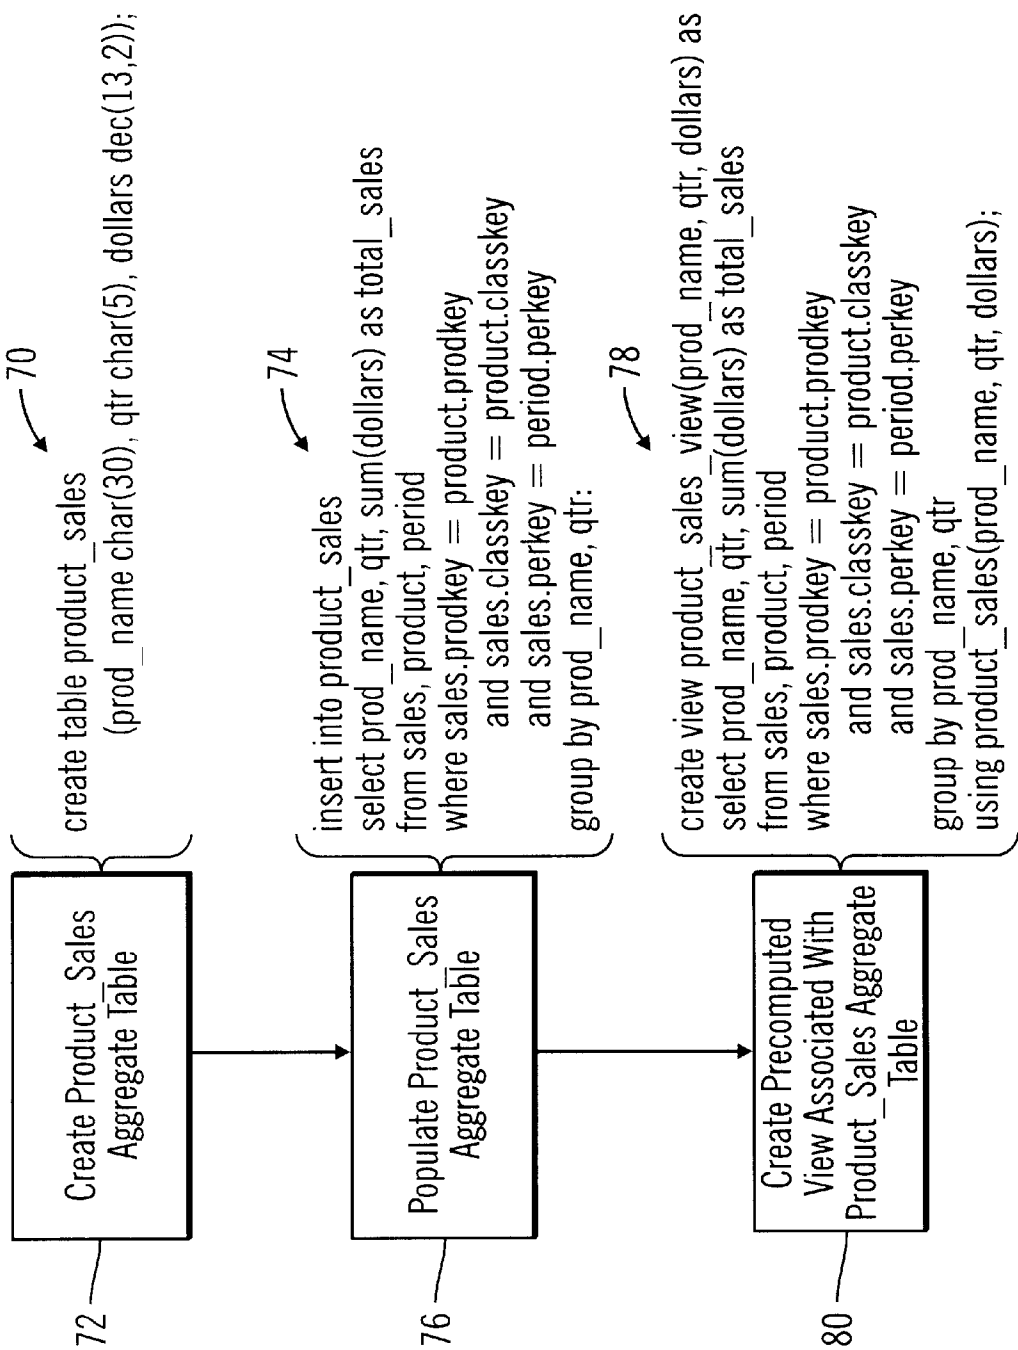 72
Create Product_Sales
Aggregate Table
70
create table product_sales
(prod_name char(30), qtr char(5), dollars dec(13,2));
76
Populate Product_Sales
Aggregate Table
74
insert into product_sales
select prod_name, qtr, sum(dollars) as total_sales
from sales, product, period
where sales.prodkey = product.prodkey
and sales.classkey = product.classkey
and sales.perkey = period.perkey
group by prod_name, qtr:
80
Create Precomputed
View Associated With
Product_Sales Aggregate
Table
78
create view product_sales_view(prod_name, qtr, dollars) as
select prod_name, qtr, sum(dollars) as total_sales
from sales, product, period
where sales.prodkey = product.prodkey
and sales.classkey = product.classkey
and sales.perkey = period.perkey
group by prod_name, qtr
using product_sales(prod_name, qtr, dollars);